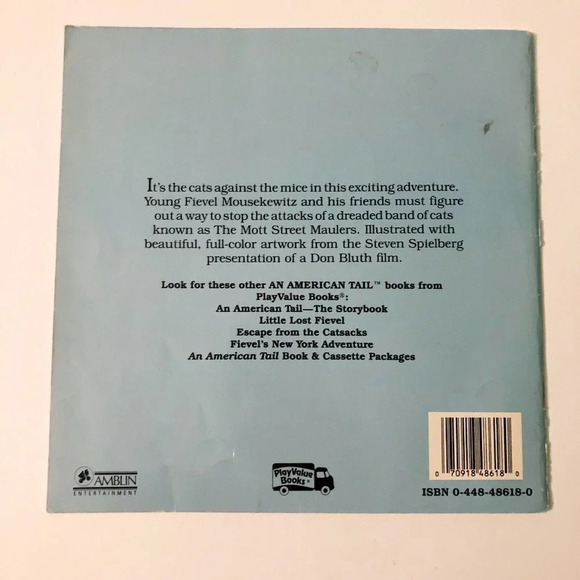 It's the cats against the mice in this exciting adventure.
Young Fievel Mousekewitz and his friends must figure
out a way to stop the attacks of a dreaded band of cats
known as The Mott Street Maulers. Illustrated with
beautiful, full-color artwork from the Steven Spielberg
presentation of a Don Bluth film.
Look for these other AN AMERICAN TAIL™ books from
PlayValue Books®:
An American Tail—The Storybook
Little Lost Fievel
Escape from the Catsacks
Fievel's New York Adventure
An American Tail Book & Cassette Packages
AMBLIN
ENTERTAINMENT
PlayValue
Books®
0 70918 48618 0
ISBN 0-448-48618-0